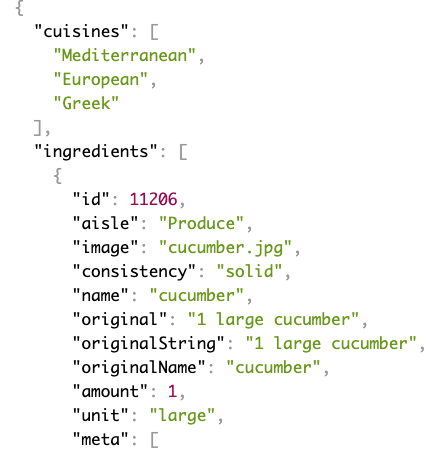 {
"cuisines": [
"Mediterranean",
"European",
"Greek"
],
"ingredients": [
{
"id": 11206,
"aisle": "Produce",
"image": "cucumber.jpg",
"consistency": "solid",
"name": "cucumber",
"original": "1 large cucumber",
"originalString": "1 large cucumber",
"originalName": "cucumber",
"amount": 1,
"unit": "large",
"meta": [